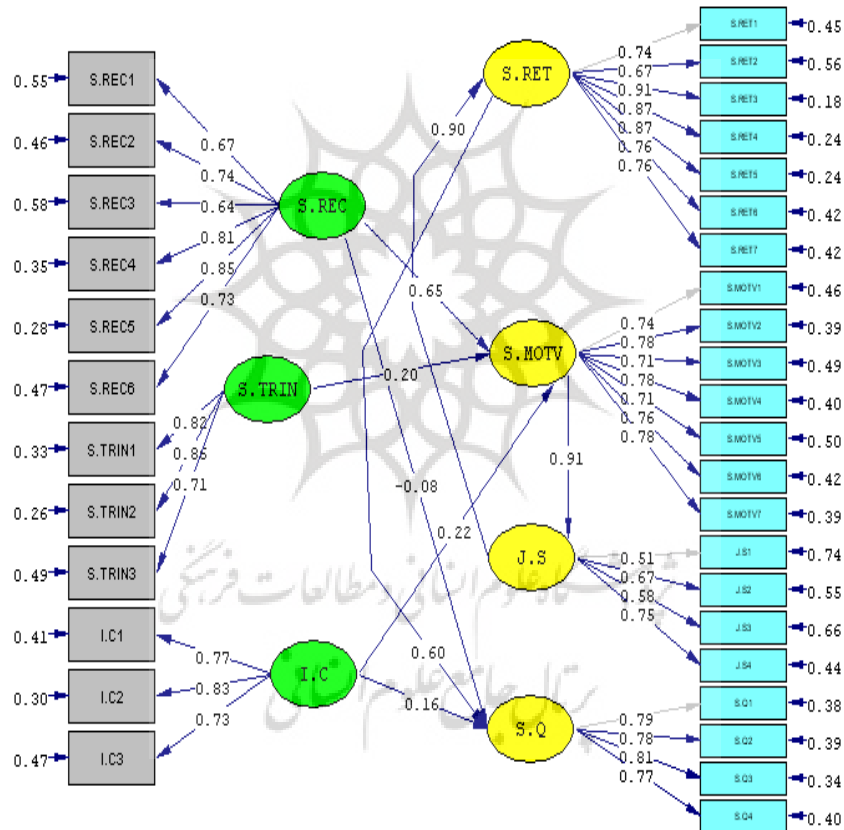 0.55 S.REC1
0.46 S.REC2
0.58 S.REC3
0.35 S.REC4
0.28 S.REC5
0.47 S.REC6
0.33 S.TRIN1
0.26 S.TRIN2
0.49 S.TRIN3
0.41 I.C1
0.30 I.C2
0.47 I.C3
0.67
0.74
0.64
0.81
0.85
0.73
0.82
0.86
0.71
0.77
0.83
0.73
S.REC
S.TRIN
I.C
0.90
0.65
0.20
-0.08
0.22
0.91
0.60
0.16
S.RET
S.MOTV
J.S
S.Q
0.74
0.67
0.91
0.87
0.87
0.76
0.76
0.74
0.78
0.71
0.78
0.71
0.76
0.78
0.51
0.67
0.58
0.75
0.79
0.78
0.81
0.77
S.RET1 0.45
S.RET2 0.56
S.RET3 0.18
S.RET4 0.24
S.RET5 0.24
S.RET6 0.42
S.RET7 0.42
S.MOTV1 0.46
S.MOTV2 0.39
S.MOTV3 0.49
S.MOTV4 0.40
S.MOTV5 0.50
S.MOTV6 0.42
S.MOTV7 0.39
J.S1 0.74
J.S2 0.55
J.S3 0.66
J.S4 0.44
S.Q1 0.38
S.Q2 0.39
S.Q3 0.34
S.Q4 0.40
پژوهشگاه علوم انسانی و مطالعات فرهنگی
پرتال جامع علوم انسانی